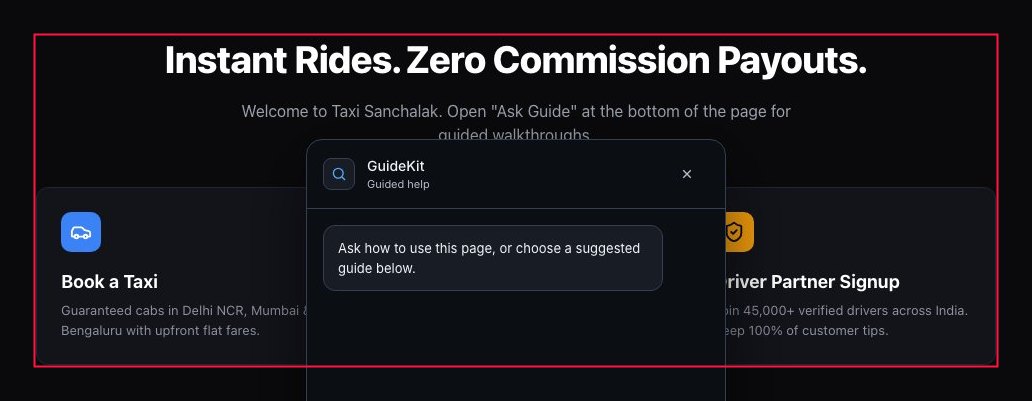 Instant Rides. Zero Commission Payouts.
Welcome to Taxi Sanchalak. Open "Ask Guide" at the bottom of the page for
guided walkthroughs
GuideKit
Guided help
Ask how to use this page, or choose a suggested
guide below.
Book a Taxi
Guaranteed cabs in Delhi NCR, Mumbai &
Bengaluru with upfront flat fares.
Partner Signup
45,000+ verified drivers across India.
100% of customer tips.